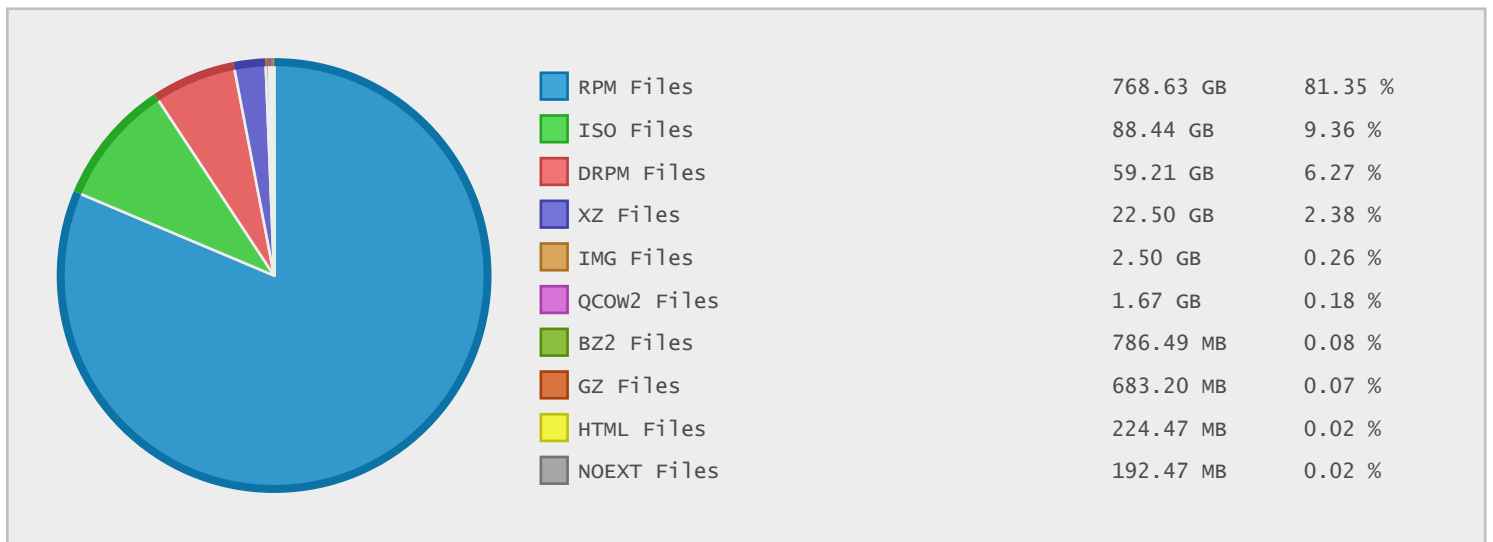 RPM Files 768.63 GB 81.35 %
ISO Files 88.44 GB 9.36 %
DRPM Files 59.21 GB 6.27 %
XZ Files 22.50 GB 2.38 %
IMG Files 2.50 GB 0.26 %
QCOW2 Files 1.67 GB 0.18 %
BZ2 Files 786.49 MB 0.08 %
GZ Files 683.20 MB 0.07 %
HTML Files 224.47 MB 0.02 %
NOEXT Files 192.47 MB 0.02 %